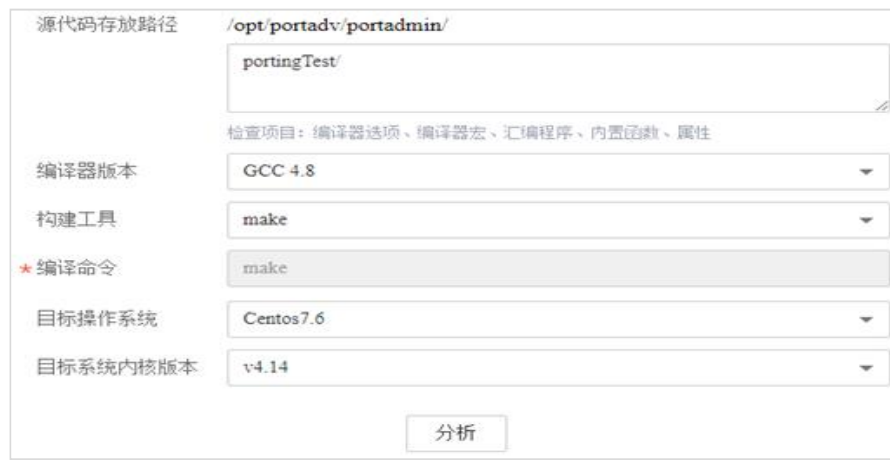 源代码存放路径 /opt/portadv/portadmin/
portingTest/
检查项目：编译器选项、编译器宏、汇编程序、内置函数、属性
编译器版本 GCC 4.8
构建工具 make
*编译命令 make
目标操作系统 Centos7.6
目标系统内核版本 v4.14
分析